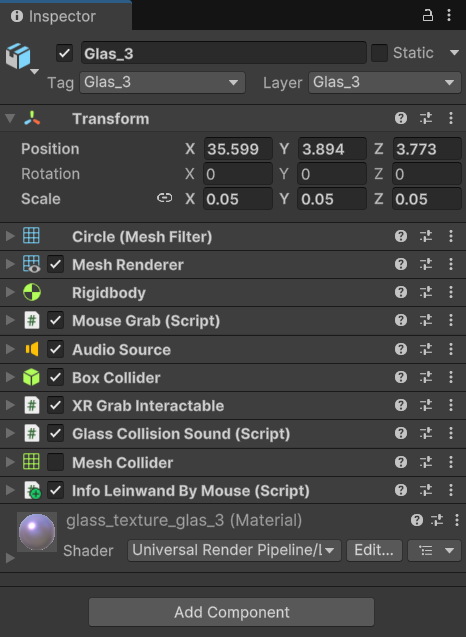 Inspector
Glas_3 Static
Tag Glas_3 Layer Glas_3
Transform
Position X 35.599 Y 3.894 Z 3.773
Rotation X 0 Y 0 Z 0
Scale X 0.05 Y 0.05 Z 0.05
Circle (Mesh Filter)
Mesh Renderer
Rigidbody
# Mouse Grab (Script)
Audio Source
Box Collider
# XR Grab Interactable
# Glass Collision Sound (Script)
Mesh Collider
# Info Leinwand By Mouse (Script)
glass_texture_glas_3 (Material)
Shader Universal Render Pipeline/L Edit...
Add Component